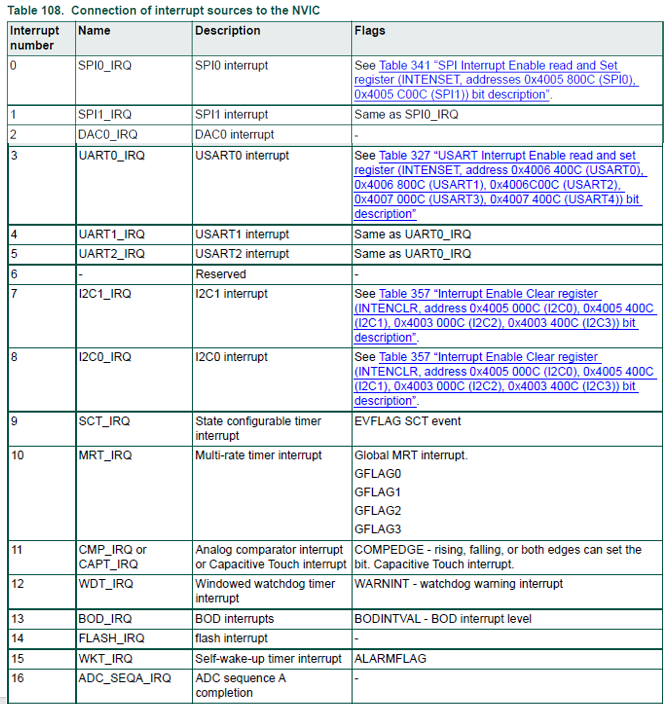 Table 108. Connection of interrupt sources to the NVIC
Interrupt number Name Description Flags
0 SPI0_IRQ SPI0 interrupt See Table 341 “SPI Interrupt Enable read and Set
register (INTENSET, addresses 0x4005 800C (SPI0),
0x4005 C00C (SPI1)) bit description”.
1 SPI1_IRQ SPI1 interrupt Same as SPI0_IRQ
2 DAC0_IRQ DAC0 interrupt -
3 UART0_IRQ USART0 interrupt See Table 327 “USART Interrupt Enable read and set
register (INTENSET, address 0x4006 400C (USART0),
0x4006 800C (USART1), 0x4006C00C (USART2),
0x4007 000C (USART3), 0x4007 400C (USART4)) bit
description”
4 UART1_IRQ USART1 interrupt Same as UART0_IRQ
5 UART2_IRQ USART2 interrupt Same as UART0_IRQ
6 - Reserved -
7 I2C1_IRQ I2C1 interrupt See Table 357 “Interrupt Enable Clear register
(INTENCLR, address 0x4005 000C (I2C0), 0x4005 400C
(I2C1), 0x4003 000C (I2C2), 0x4003 400C (I2C3)) bit
description”.
8 I2C0_IRQ I2C0 interrupt See Table 357 “Interrupt Enable Clear register
(INTENCLR, address 0x4005 000C (I2C0), 0x4005 400C
(I2C1), 0x4003 000C (I2C2), 0x4003 400C (I2C3)) bit
description”.
9 SCT_IRQ State configurable timer
interrupt EVFLAG SCT event
10 MRT_IRQ Multi-rate timer interrupt Global MRT interrupt.
GFLAG0
GFLAG1
GFLAG2
GFLAG3
11 CMP_IRQ or
CAPT_IRQ Analog comparator interrupt
or Capacitive Touch interrupt COMPEDGE - rising, falling, or both edges can set the
bit. Capacitive Touch interrupt.
12 WDT_IRQ Windowed watchdog timer
interrupt WARNINT - watchdog warning interrupt
13 BOD_IRQ BOD interrupts BODINTVAL - BOD interrupt level
14 FLASH_IRQ flash interrupt -
15 WKT_IRQ Self-wake-up timer interrupt ALARMFLAG
16 ADC_SEQA_IRQ ADC sequence A
completion -